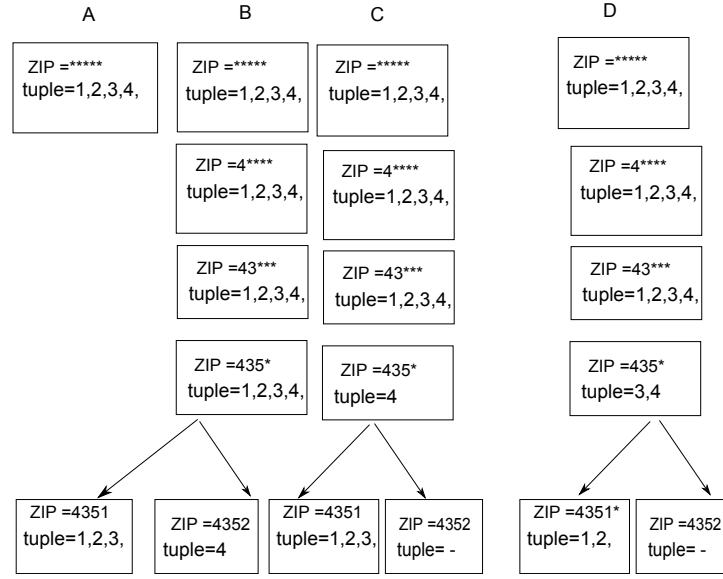 A
B
C
D
ZIP =*****
tuple=1,2,3,4,
ZIP =*****
tuple=1,2,3,4,
ZIP =*****
tuple=1,2,3,4,
ZIP =*****
tuple=1,2,3,4,
ZIP =4****
tuple=1,2,3,4,
ZIP =4****
tuple=1,2,3,4,
ZIP =4****
tuple=1,2,3,4,
ZIP =43***
tuple=1,2,3,4,
ZIP =43***
tuple=1,2,3,4,
ZIP =43***
tuple=1,2,3,4,
ZIP =435*
tuple=1,2,3,4,
ZIP =435*
tuple=4
ZIP =435*
tuple=3,4
ZIP =4351
tuple=1,2,3,
ZIP =4352
tuple=4
ZIP =4351
tuple=1,2,3,
ZIP =4352
tuple= -
ZIP =4351*
tuple=1,2,
ZIP =4352
tuple= -